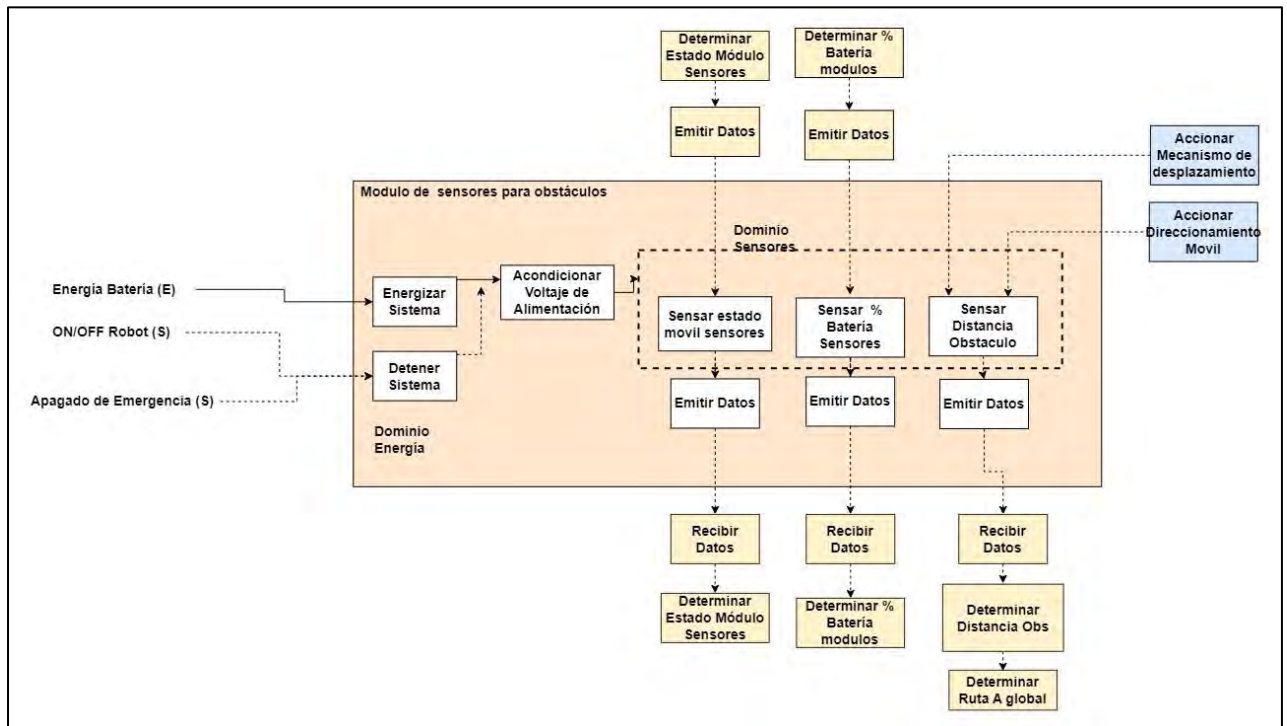 Determinar
Estado Módulo
Sensores
Determinar %
Batería
modulos
Emitir Datos
Emitir Datos
Accionar
Mecanismo de
desplazamiento
Modulo de sensores para obstáculos
Accionar
Direccionamiento
Movil
Dominio
Sensores
Energía Batería (E)
Energizar
Sistema
Acondicionar
Voltaje de
Alimentación
Sensar estado
movil sensores
Sensar %
Batería
Sensores
Sensar
Distancia
Obstaculo
ON/OFF Robot (S)
Detener
Sistema
Apagado de Emergencia (S)
Dominio
Energía
Emitir Datos
Emitir Datos
Emitir Datos
Recibir
Datos
Recibir
Datos
Recibir
Datos
Determinar
Estado Módulo
Sensores
Determinar %
Batería
modulos
Determinar
Distancia Obs
Determinar
Ruta A global